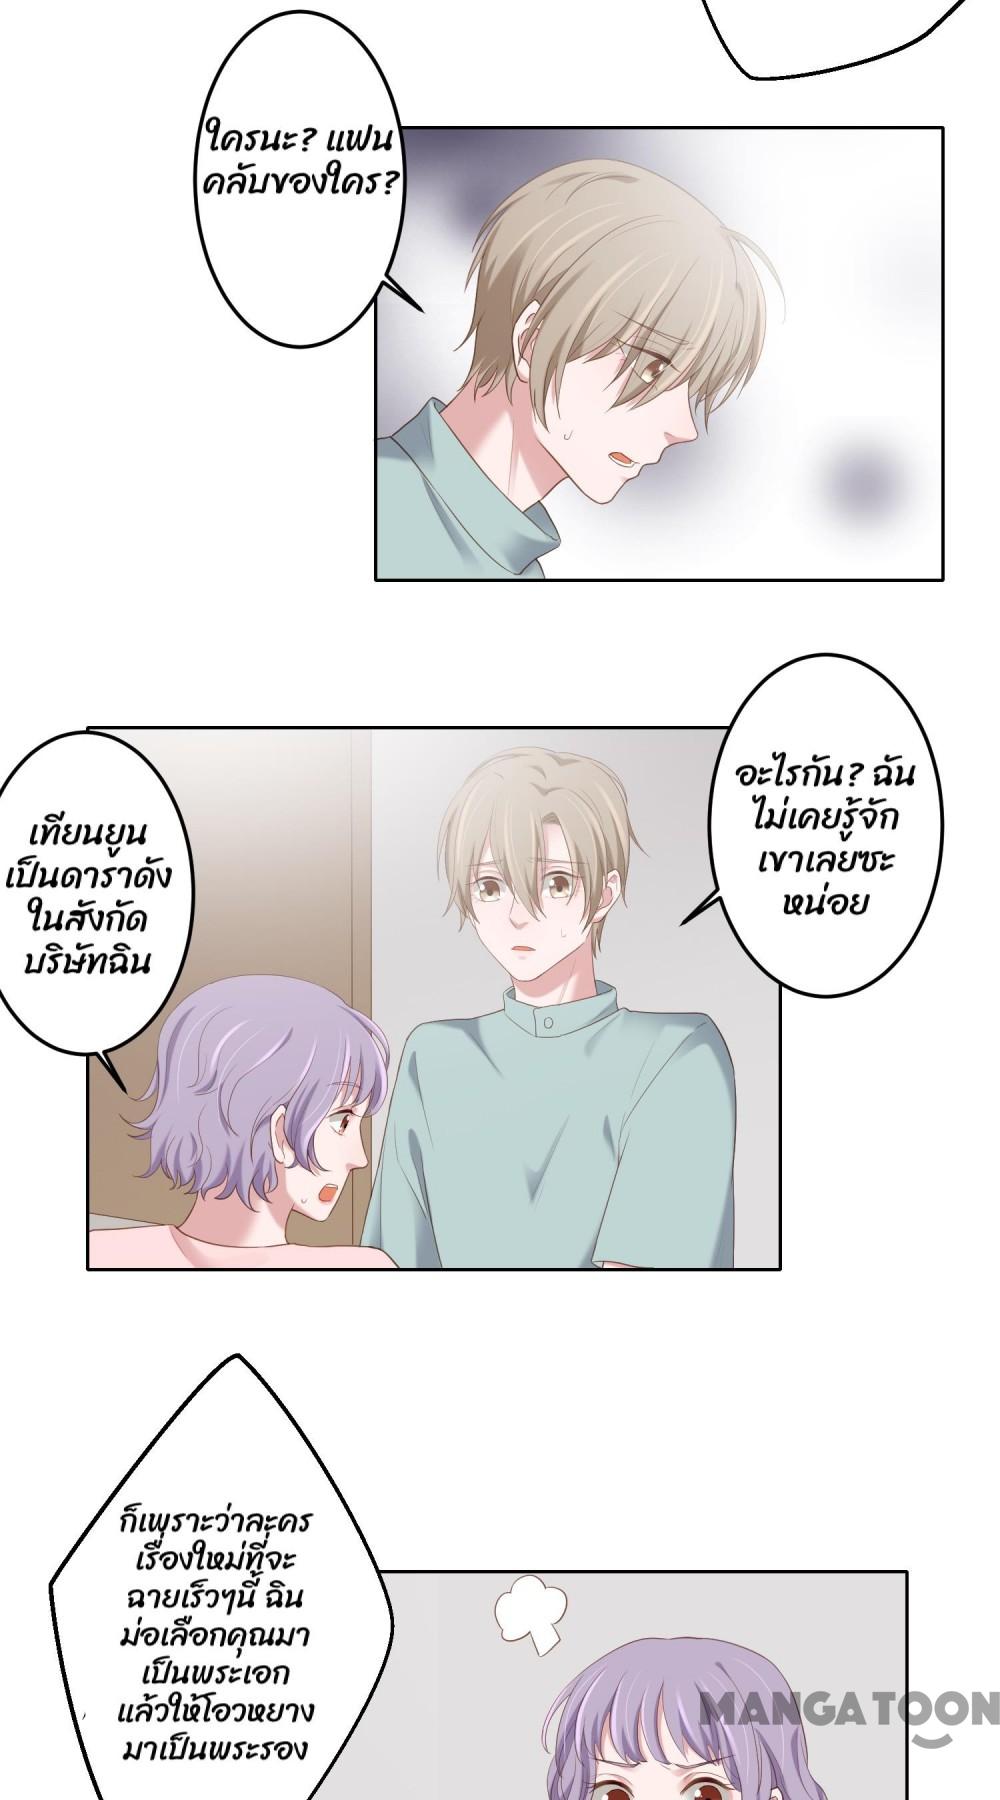 ใครนะ? แฟน
คลับของใคร?
อะไรกัน? ฉัน
ไม่เคยรู้จัก
เขาเลยซะ
หน่อย
เทียนยูน
เป็นดาราดัง
ในสังกัด
บริษัทฉิน
ก็เพราะว่าละคร
เรื่องใหม่ที่จะ
ฉายเร็วๆนี้ ฉิน
ม่อเลือกคุณมา
เป็นพระเอก
แล้วให้โอวหยาง
มาเป็นพระรอง
MANGATOON